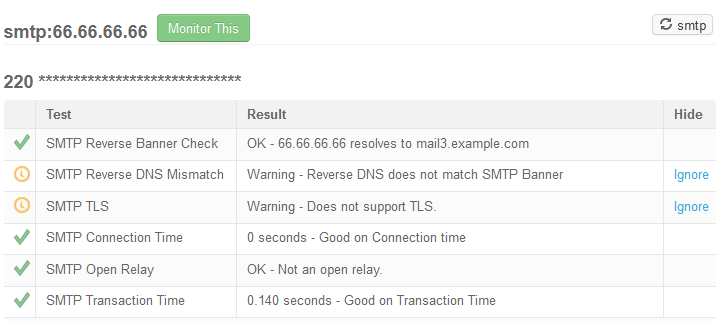 smtp:66.66.66.66 Monitor This smtp
220 *****************************
Test Result Hide
SMTP Reverse Banner Check OK - 66.66.66.66 resolves to mail3.example.com
SMTP Reverse DNS Mismatch Warning - Reverse DNS does not match SMTP Banner Ignore
SMTP TLS Warning - Does not support TLS. Ignore
SMTP Connection Time 0 seconds - Good on Connection time
SMTP Open Relay OK - Not an open relay.
SMTP Transaction Time 0.140 seconds - Good on Transaction Time